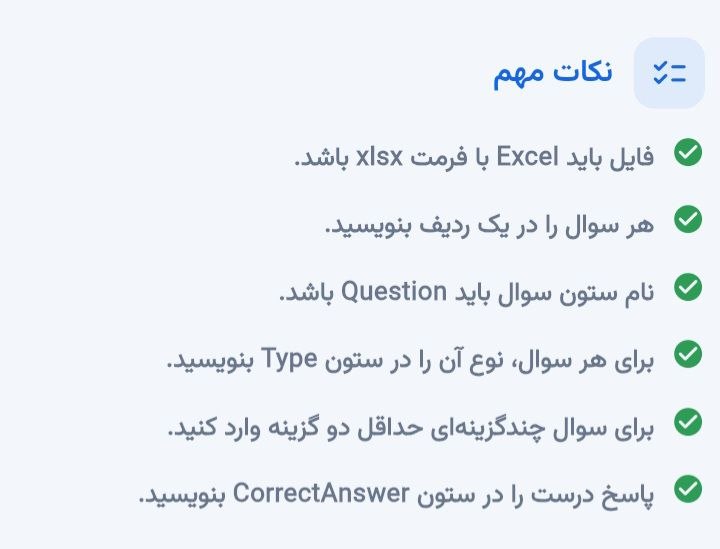 نکات مهم
فایل باید Excel با فرمت xlsx باشد.
هر سوال را در یک ردیف بنویسید.
نام ستون سوال باید Question باشد.
برای هر سوال، نوع آن را در ستون Type بنویسید.
برای سوال چندگزینه‌ای حداقل دو گزینه وارد کنید.
پاسخ درست را در ستون CorrectAnswer بنویسید.